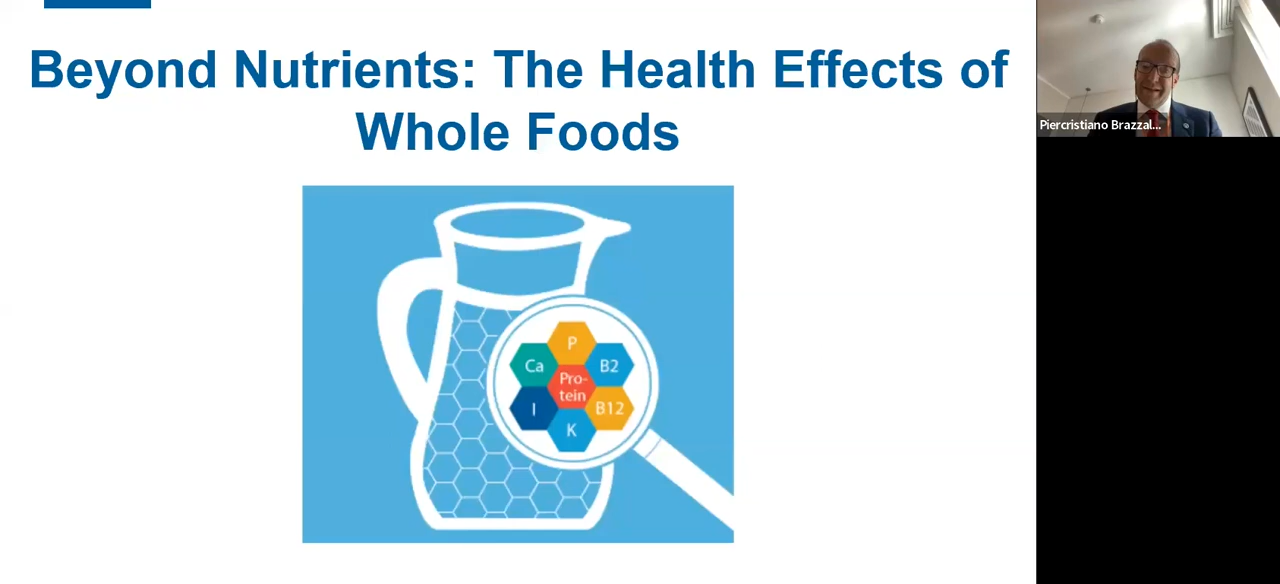 Beyond Nutrients: The Health Effects of
Whole Foods
Piercristiano Brazzal...
P
Ca
B2
Pro-
tein
I
B12
K